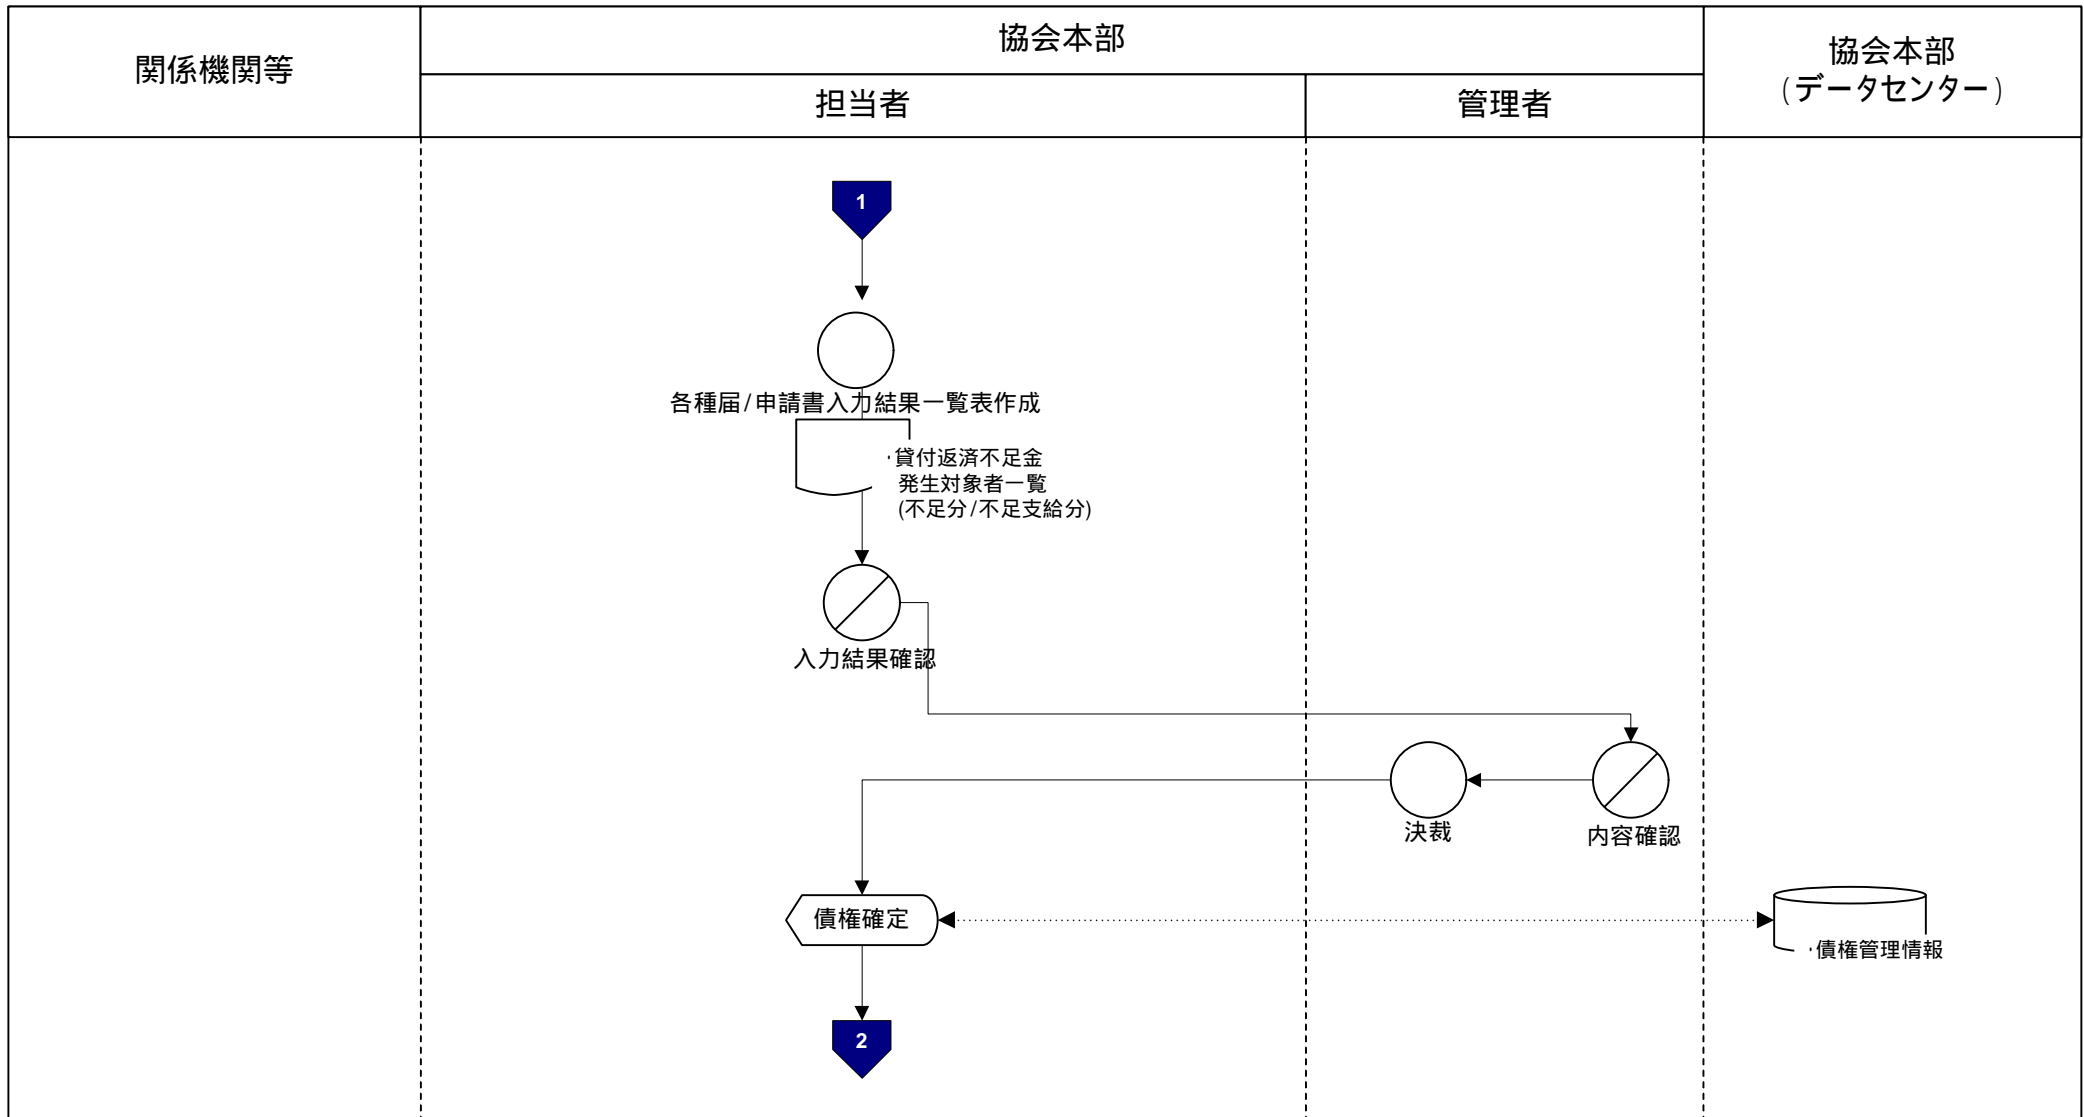 関係機関等
協会本部
担当者
管理者
協会本部
(データセンター)
1
各種届/申請書入力結果一覧表作成
・貸付返済不足金
発生対象者一覧
(不足分/不足支給分)
入力結果確認
決裁
内容確認
債権確定
・債権管理情報
2